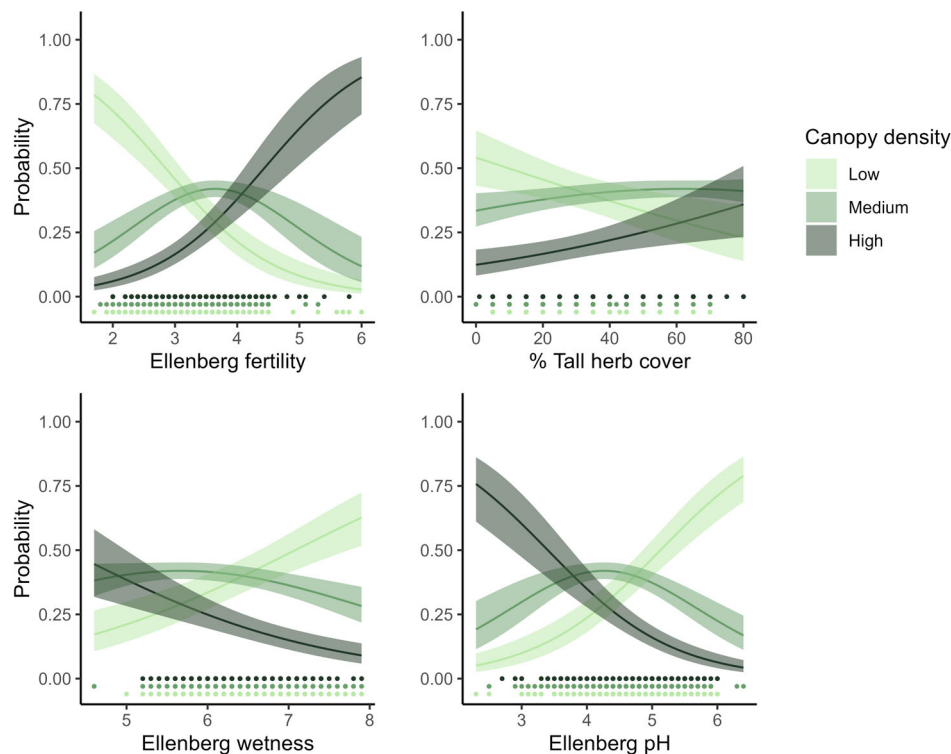 1.00
0.75
0.50
0.25
0.00
Probability
2 3 4 5 6
Ellenberg fertility
1.00
0.75
0.50
0.25
0.00
0 20 40 60 80
% Tall herb cover
Canopy density
Low
Medium
High
1.00
0.75
0.50
0.25
0.00
Probability
5 6 7 8
Ellenberg wetness
1.00
0.75
0.50
0.25
0.00
3 4 5 6
Ellenberg pH